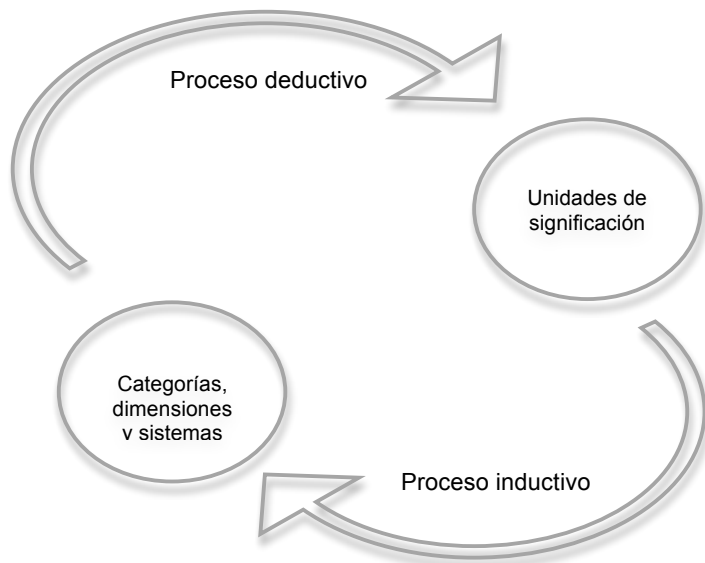 Proceso deductivo
Unidades de
significación
Categorías,
dimensiones
y sistemas
Proceso inductivo